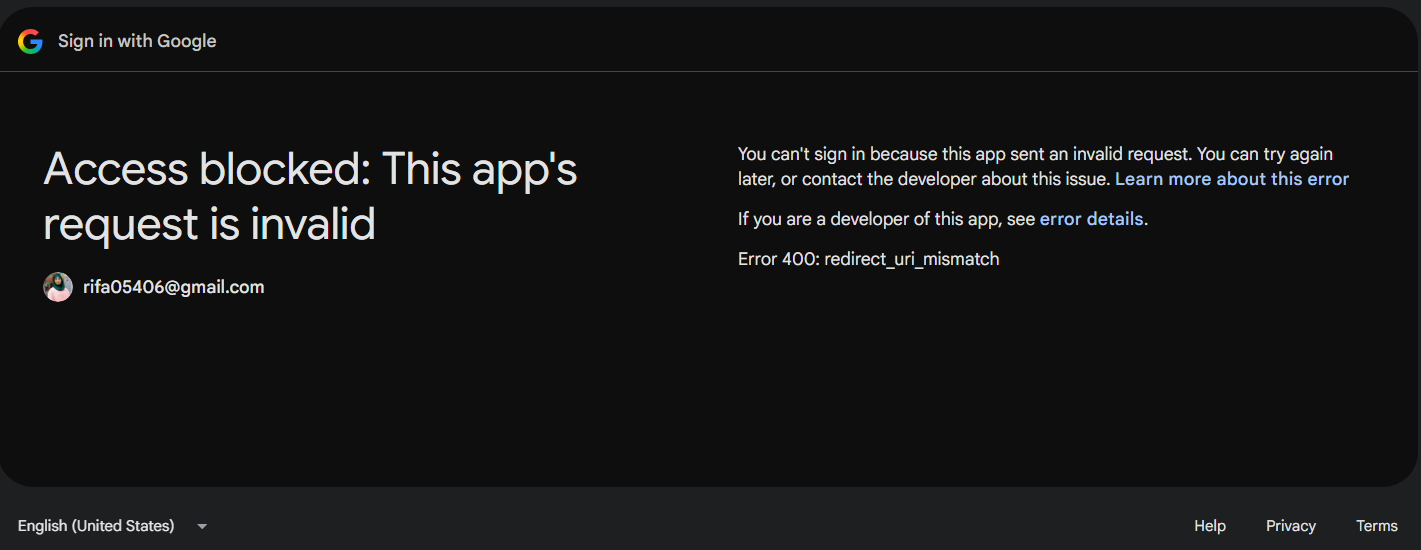 Sign in with Google
Access blocked: This app's
request is invalid
rifa05406@gmail.com
You can't sign in because this app sent an invalid request. You can try again
later, or contact the developer about this issue. Learn more about this error
If you are a developer of this app, see error details.
Error 400: redirect_uri_mismatch
English (United States)
Help
Privacy
Terms